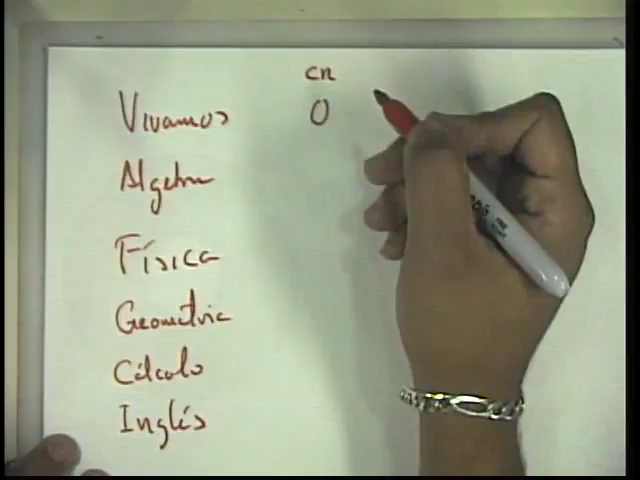 cn
Vivamos 0
Algebra
Física
Geometría
Cálculo
Inglés